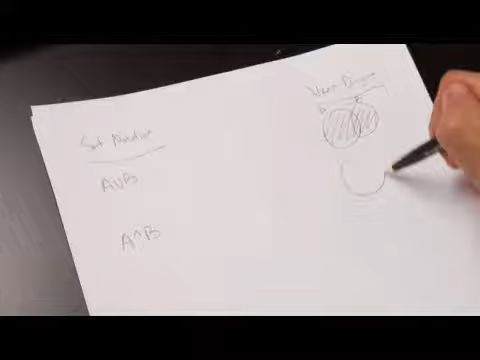 Set Notation
Venn Diagram
A B
A∪B
A^B